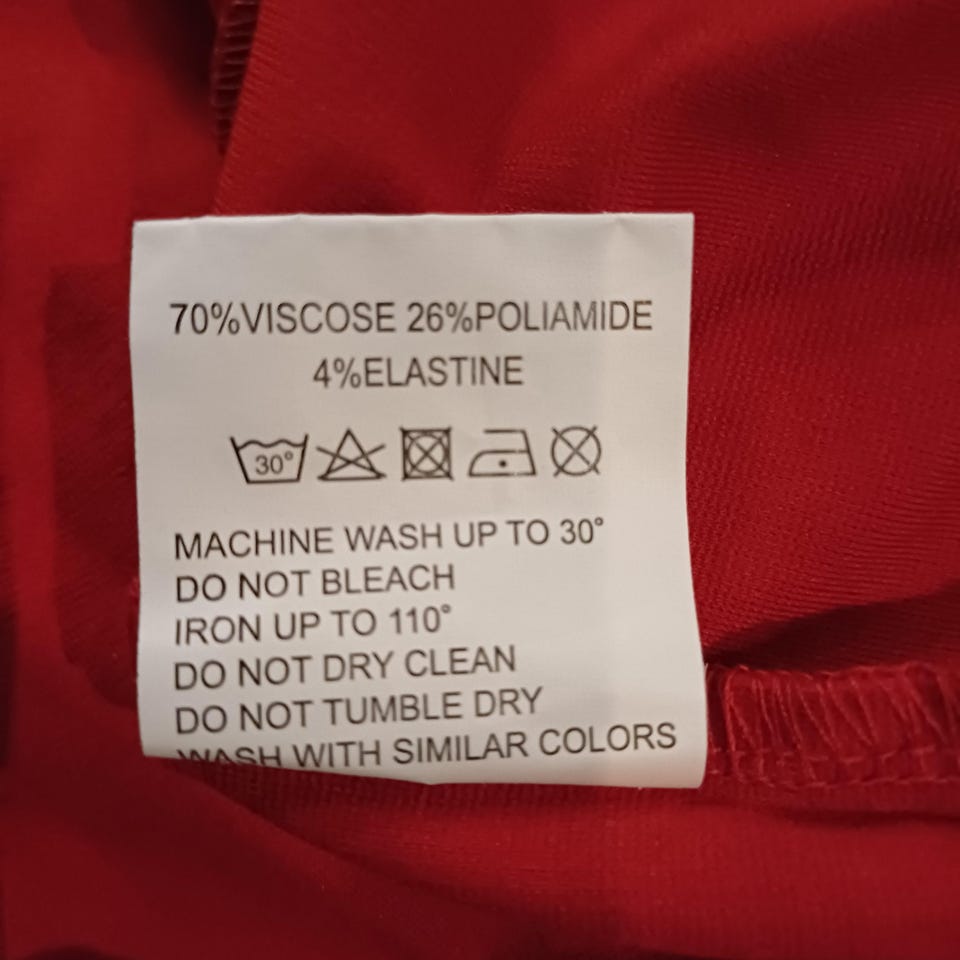 70%VISCOSE 26%POLIAMIDE
4%ELASTINE
30°
MACHINE WASH UP TO 30°
DO NOT BLEACH
IRON UP TO 110°
DO NOT DRY CLEAN
DO NOT TUMBLE DRY
WASH WITH SIMILAR COLORS